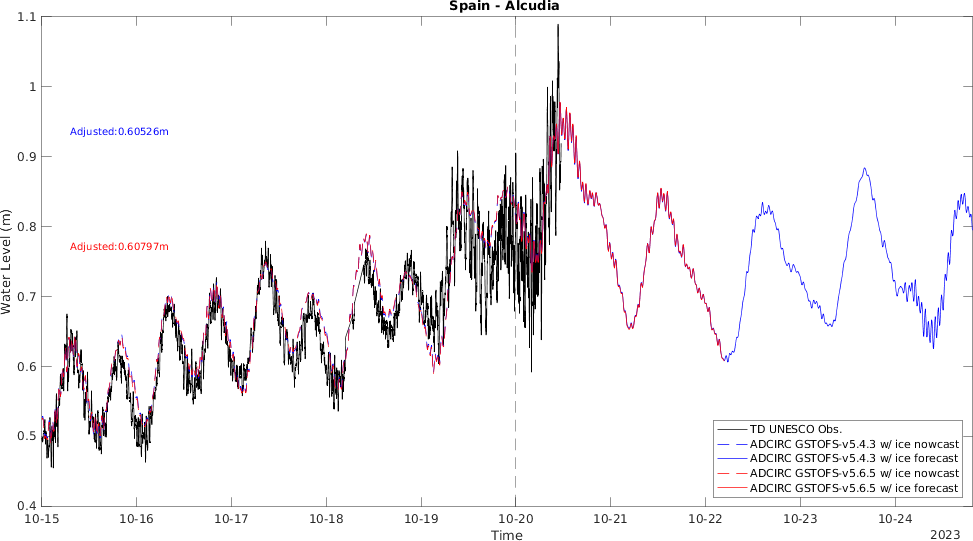 Spain - Alcudia
1.1
1
0.9
0.8
0.7
0.6
0.5
0.4
Water Level (m)
Adjusted:0.60526m
Adjusted:0.60797m
TD UNESCO Obs.
ADCIRC GSTOFS-v5.4.3 w/ ice nowcast
ADCIRC GSTOFS-v5.4.3 w/ ice forecast
ADCIRC GSTOFS-v5.6.5 w/ ice nowcast
ADCIRC GSTOFS-v5.6.5 w/ ice forecast
10-15 10-16 10-17 10-18 10-19 10-20 10-21 10-22 10-23 10-24
Time
2023